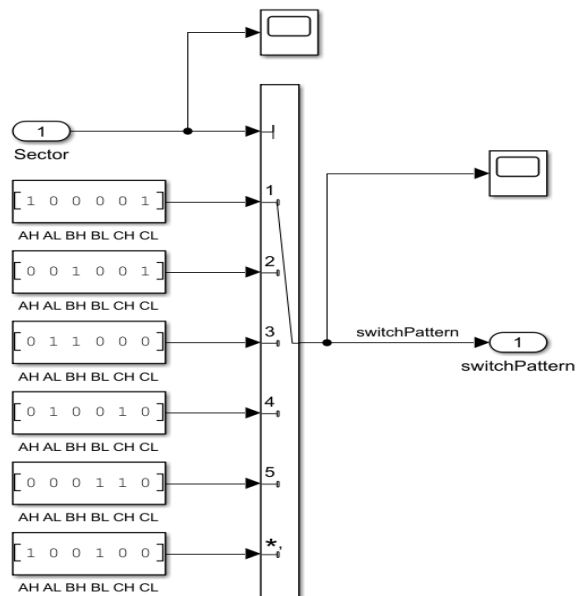 1
Sector
[1 0 0 0 0 1]
AH AL BH BL CH CL
1
[0 0 1 0 0 1]
AH AL BH BL CH CL
2
[0 1 1 0 0 0]
AH AL BH BL CH CL
3
switchPattern
1
switchPattern
[0 1 0 0 1 0]
AH AL BH BL CH CL
4
[0 0 0 1 1 0]
AH AL BH BL CH CL
5
[1 0 0 1 0 0]
AH AL BH BL CH CL
*,